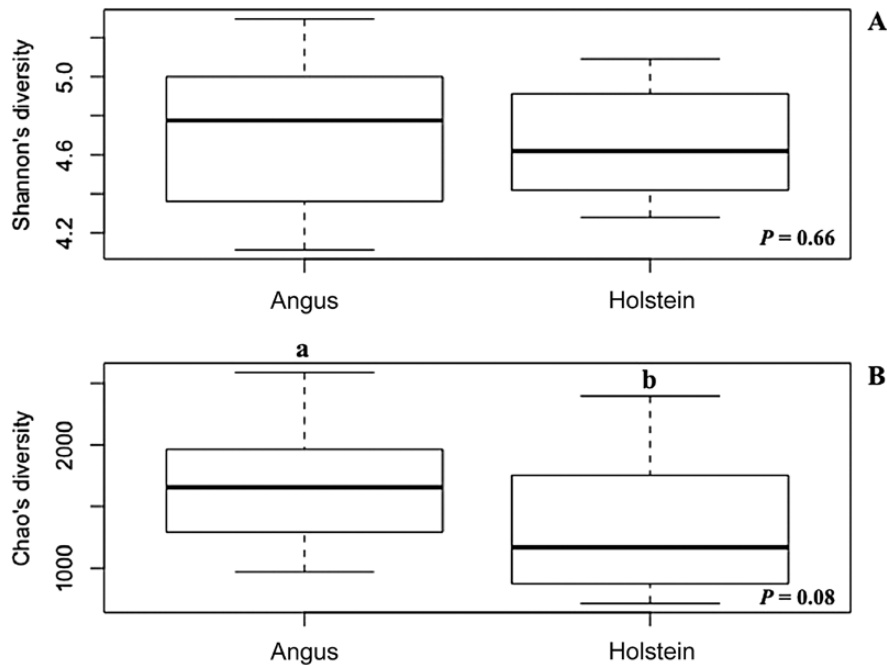 A
Shannon's diversity
5.0
4.6
4.2
P = 0.66
Angus Holstein
B
a
b
Chao's diversity
2000
1000
P = 0.08
Angus Holstein